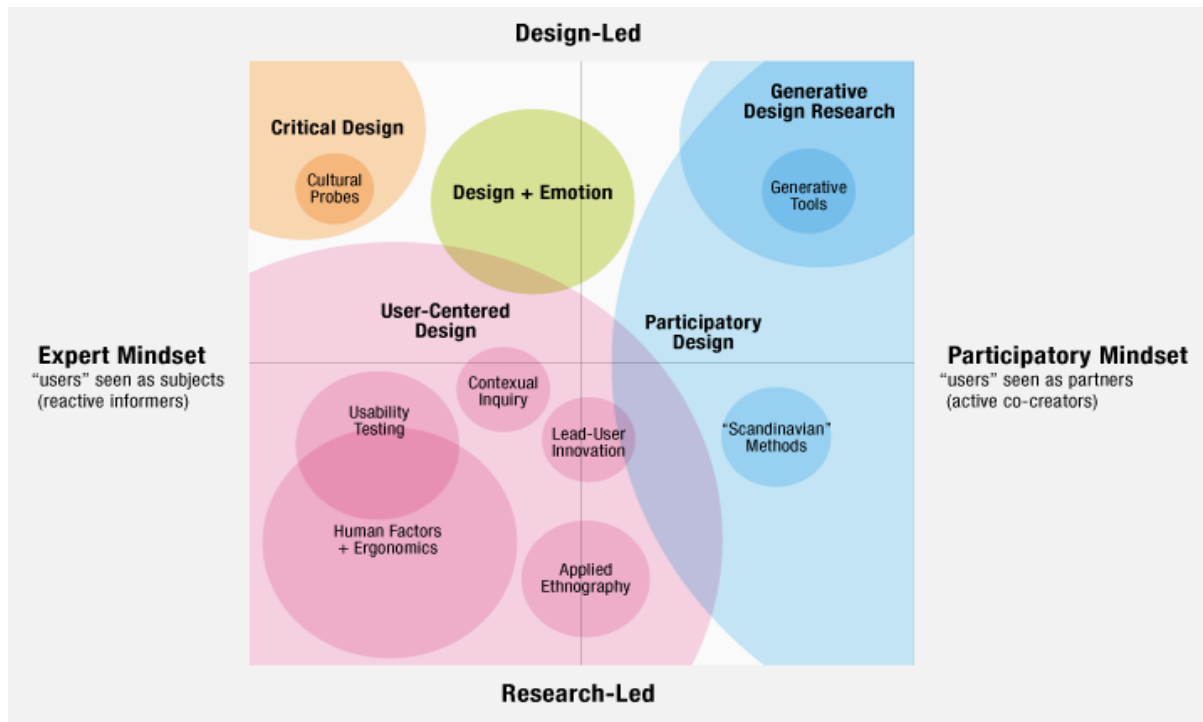 Design-Led
Generative
Design Research
Critical Design
Cultural
Probes
Design + Emotion
Generative
Tools
User-Centered
Design
Participatory
Design
Expert Mindset
“users” seen as subjects
(reactive informers)
Participatory Mindset
“users” seen as partners
(active co-creators)
Contexual
Inquiry
Usability
Testing
Lead-User
Innovation
“Scandinavian”
Methods
Human Factors
+ Ergonomics
Applied
Ethnography
Research-Led